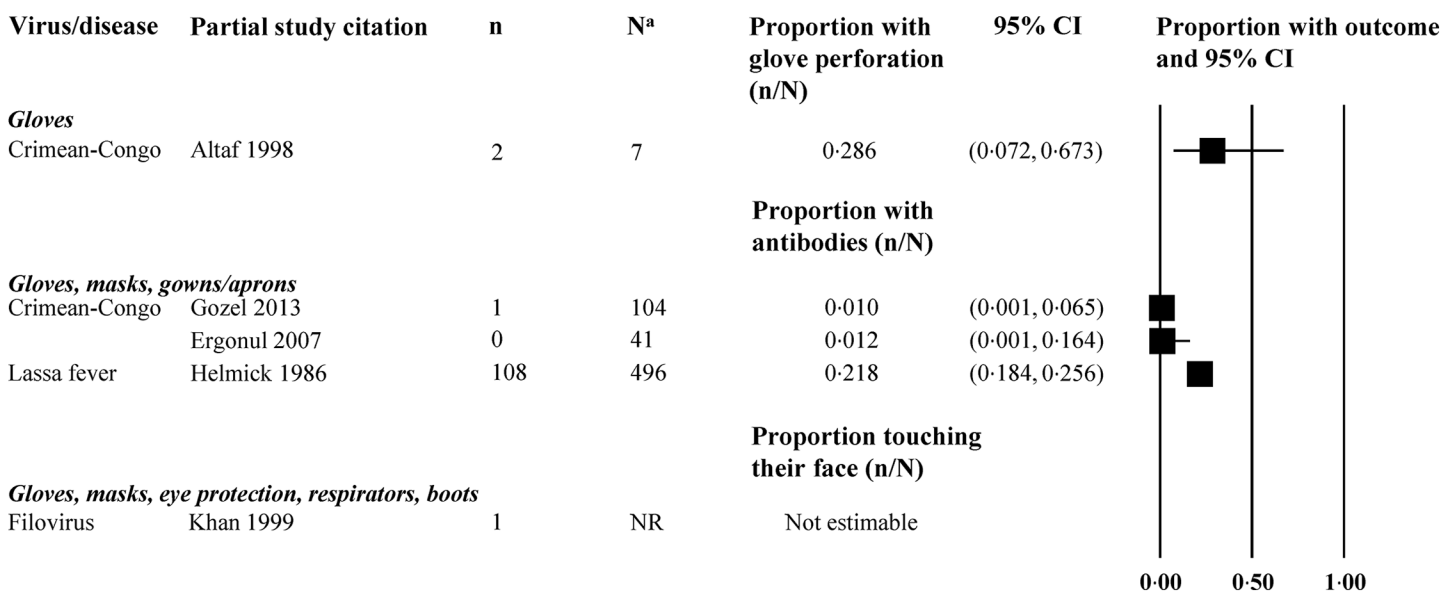 Virus/disease Partial study citation n Nᵃ Proportion with 95% CI Proportion with outcome
glove perforation and 95% CI
(n/N)
Gloves
Crimean-Congo Altaf 1998 2 7 0·286 (0·072, 0·673)
Proportion with
antibodies (n/N)
Gloves, masks, gowns/aprons
Crimean-Congo Gozel 2013 1 104 0·010 (0·001, 0·065)
Ergonul 2007 0 41 0·012 (0·001, 0·164)
Lassa fever Helmick 1986 108 496 0·218 (0·184, 0·256)
Proportion touching
their face (n/N)
Gloves, masks, eye protection, respirators, boots
Filovirus Khan 1999 1 NR Not estimable
0·00 0·50 1·00